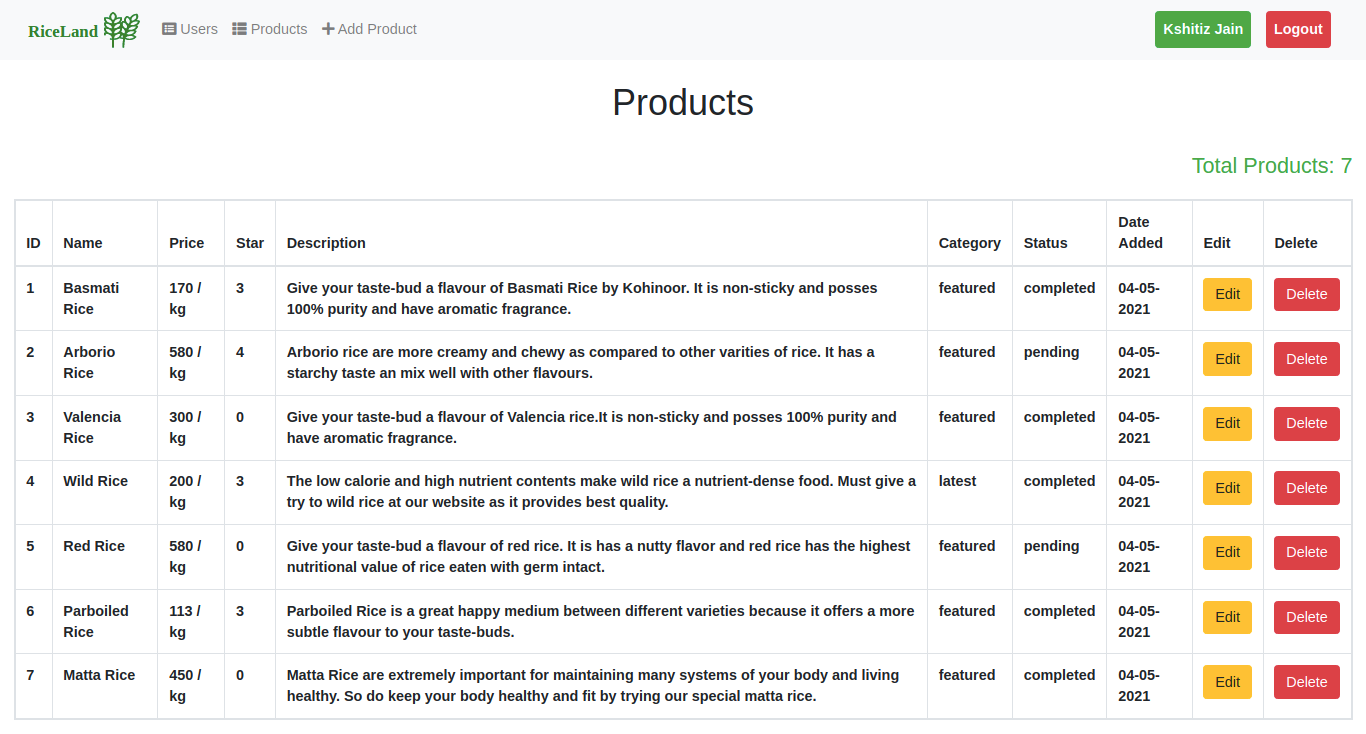 RiceLand Users Products Add Product Kshitiz Jain Logout
Products
Total Products: 7
ID Name Price Star Description Category Status Date Added Edit Delete
1 Basmati Rice 170 / kg 3 Give your taste-bud a flavour of Basmati Rice by Kohinoor. It is non-sticky and posses 100% purity and have aromatic fragrance. featured completed 04-05-2021 Edit Delete
2 Arborio Rice 580 / kg 4 Arborio rice are more creamy and chewy as compared to other varities of rice. It has a starchy taste an mix well with other flavours. featured pending 04-05-2021 Edit Delete
3 Valencia Rice 300 / kg 0 Give your taste-bud a flavour of Valencia rice.It is non-sticky and posses 100% purity and have aromatic fragrance. featured completed 04-05-2021 Edit Delete
4 Wild Rice 200 / kg 3 The low calorie and high nutrient contents make wild rice a nutrient-dense food. Must give a try to wild rice at our website as it provides best quality. latest completed 04-05-2021 Edit Delete
5 Red Rice 580 / kg 0 Give your taste-bud a flavour of red rice. It is has a nutty flavor and red rice has the highest nutritional value of rice eaten with germ intact. featured pending 04-05-2021 Edit Delete
6 Parboiled Rice 113 / kg 3 Parboiled Rice is a great happy medium between different varieties because it offers a more subtle flavour to your taste-buds. featured completed 04-05-2021 Edit Delete
7 Matta Rice 450 / kg 0 Matta Rice are extremely important for maintaining many systems of your body and living healthy. So do keep your body healthy and fit by trying our special matta rice. featured completed 04-05-2021 Edit Delete